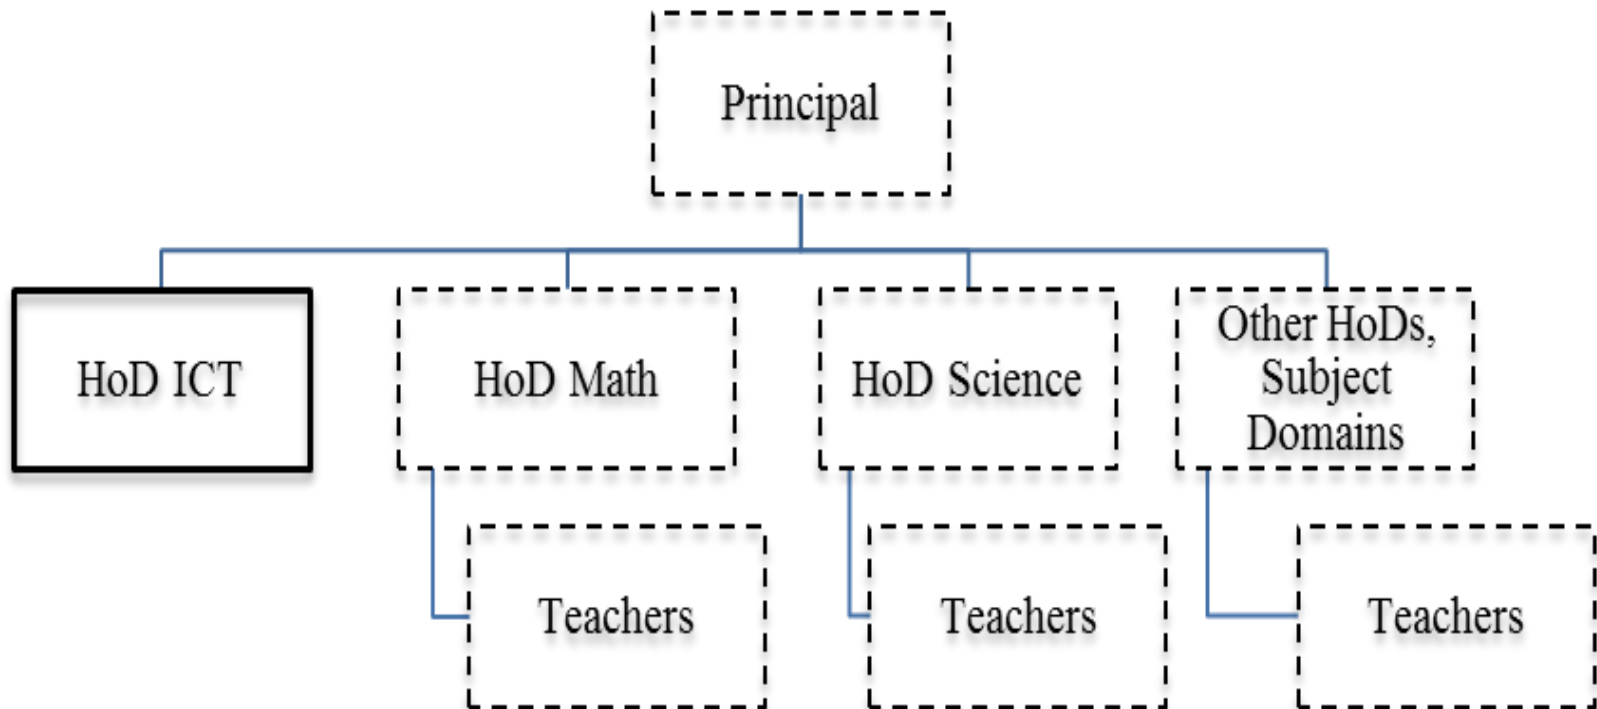 Principal
HoD ICT
HoD Math
HoD Science
Other HoDs,
Subject
Domains
Teachers
Teachers
Teachers